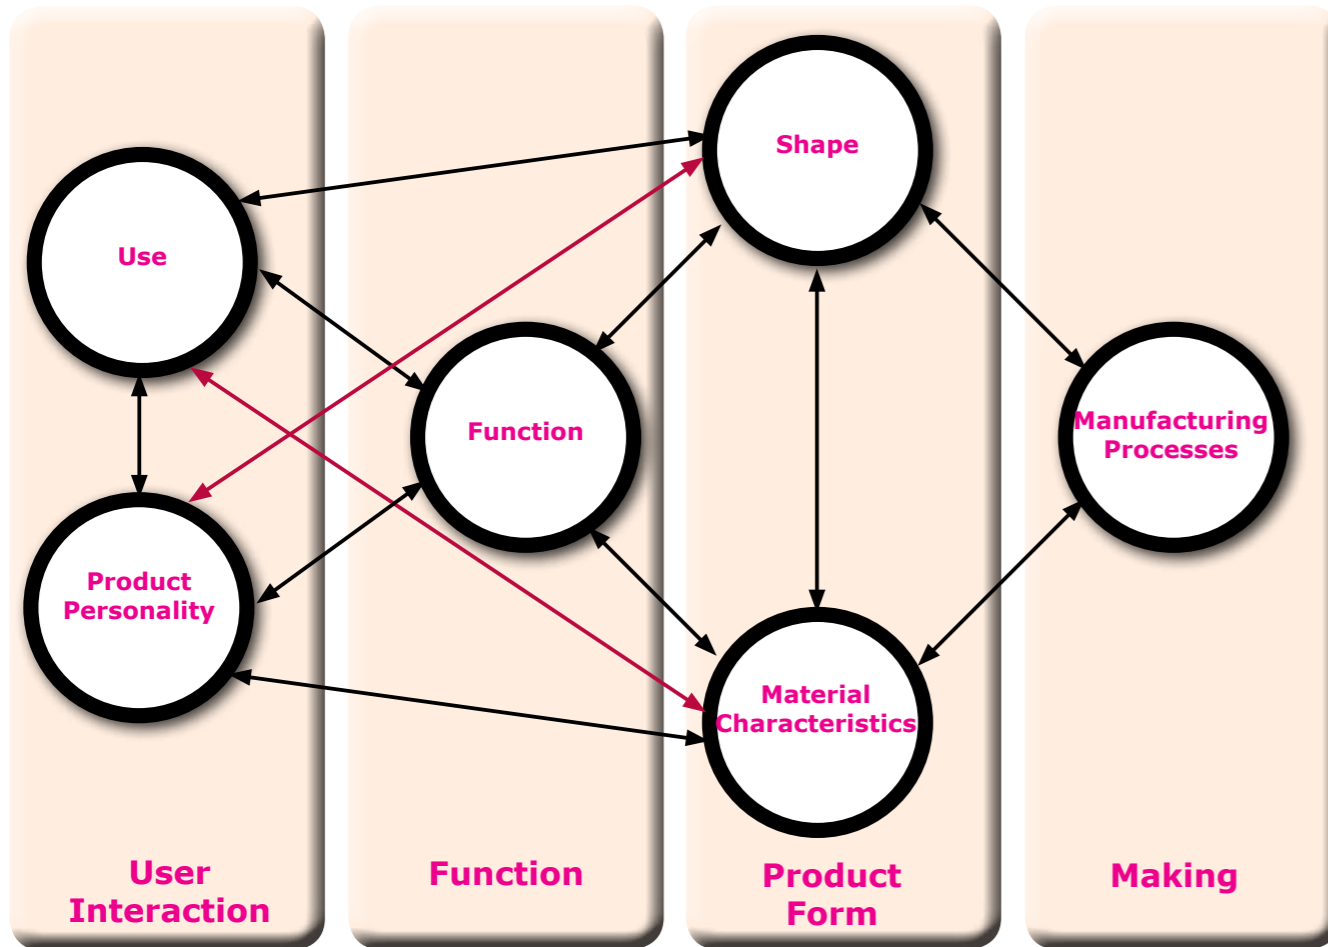 Shape
Use
Function
Manufacturing
Processes
Product
Personality
Material
Characteristics
User
Interaction
Function
Product
Form
Making